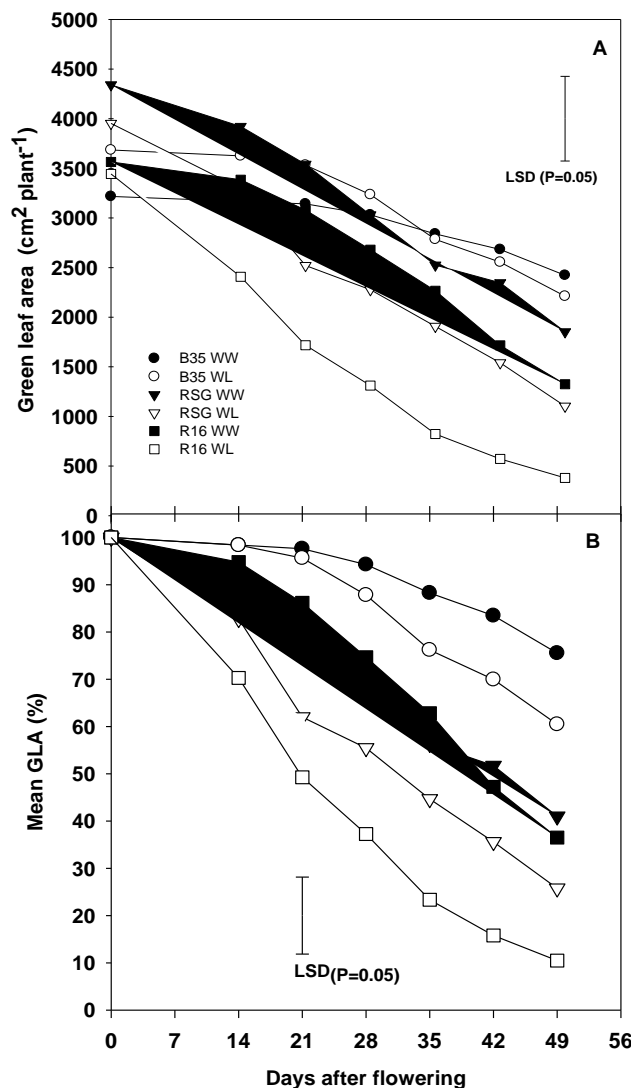 5000
4500
4000
3500
3000
2500
2000
1500
1000
500
0
Green leaf area (cm2 plant-1)
A
LSD (P=0.05)
B35 WW
B35 WL
RSG WW
RSG WL
R16 WW
R16 WL
100
90
80
70
60
50
40
30
20
10
0
Mean GLA (%)
B
LSD(P=0.05)
0 7 14 21 28 35 42 49 56
Days after flowering